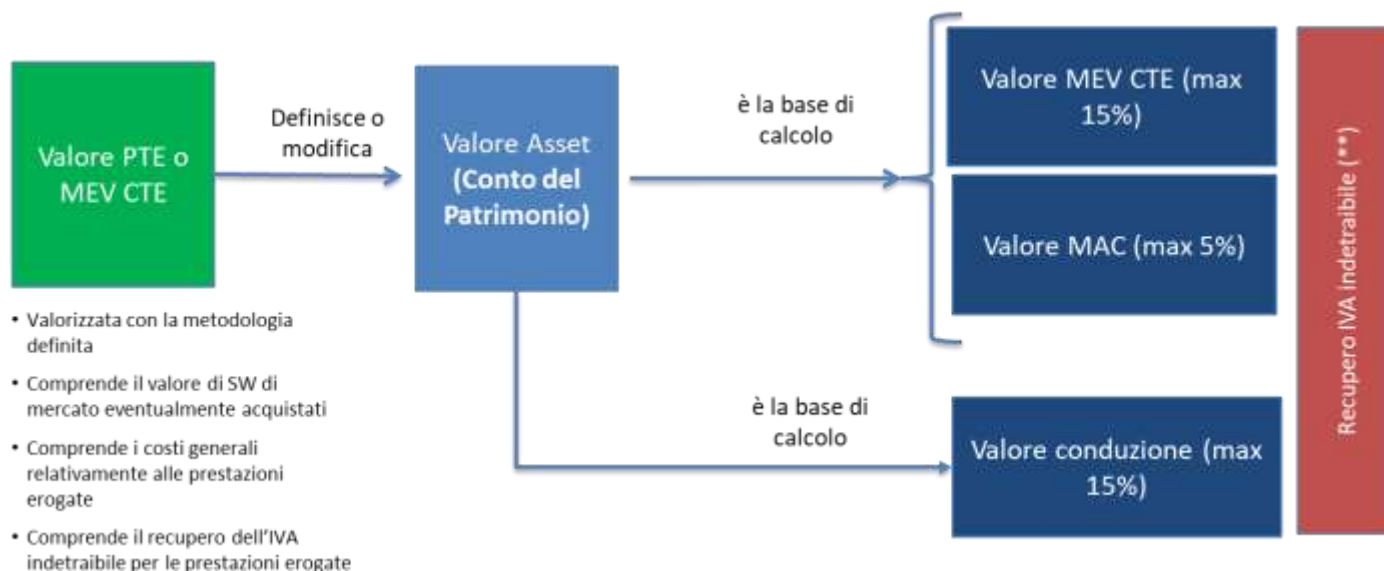 Valore PTE o
MEV CTE
Definisce o
modifica
Valore Asset
(Conto del
Patrimonio)
è la base di
calcolo
Valore MEV CTE (max
15%)
Valore MAC (max 5%)
è la base di
calcolo
Valore conduzione (max
15%)
Recupero IVA indetraibile (**)
• Valorizzata con la metodologia
definita
• Comprende il valore di SW di
mercato eventualmente acquistati
• Comprende i costi generali
relativamente alle prestazioni
erogate
• Comprende il recupero dell'IVA
indetraibile per le prestazioni erogate